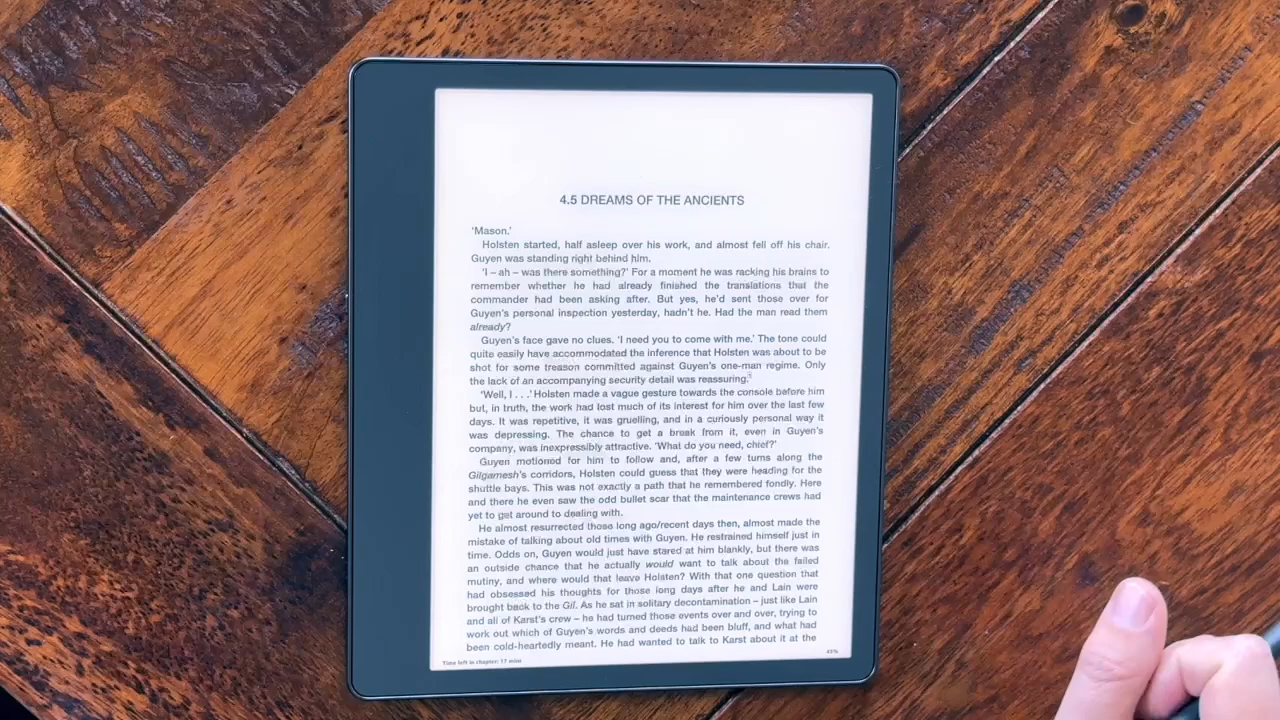 4.5 DREAMS OF THE ANCIENTS
‘Mason.’
Holsten started, half asleep over his work, and almost fell off his chair.
Guyen was standing right behind him.
‘I – ah – was there something?’ For a moment he was racking his brains to
remember whether he had already finished the translations that the
commander had been asking after. But yes, he’d sent those over for
Guyen’s personal inspection yesterday, hadn’t he. Had the man read them
already?
Guyen’s face gave no clues. ‘I need you to come with me.’ The tone could
quite easily have accommodated the inference that Holsten was about to be
shot for some treason committed against Guyen’s one-man regime. Only
the lack of an accompanying security detail was reassuring.
‘Well, I . . .’ Holsten made a vague gesture towards the console before him
but, in truth, the work had lost much of its interest for him over the last few
days. It was repetitive, it was gruelling, and in a curiously personal way it
was depressing. The chance to get a break from it, even in Guyen’s
company, was inexpressibly attractive. ‘What do you need, chief?’
Guyen motioned for him to follow and, after a few turns along the
Gilgamesh’s corridors, Holsten could guess that they were heading for the
shuttle bays. This was not exactly a path that he remembered fondly. Here
and there he even saw the odd bullet scar that the maintenance crews had
yet to get around to dealing with.
He almost resurrected those long ago/recent days then, almost made the
mistake of talking about old times with Guyen. He restrained himself just in
time. Odds on, Guyen would just have stared at him blankly, but there was
an outside chance that he actually would want to talk about the failed
mutiny, and where would that leave Holsten? With that one question that
had obsessed his thoughts for those long days after he and Lain were
brought back to the Gil. As he sat in solitary decontamination – just like Lain
and all of Karst’s crew – he had turned those events over and over, trying to
work out which of Guyen’s words and deeds had been bluff, and what had
been cold-heartedly meant. He had wanted to talk to Karst about it at the
Time left in chapter: 17 mins